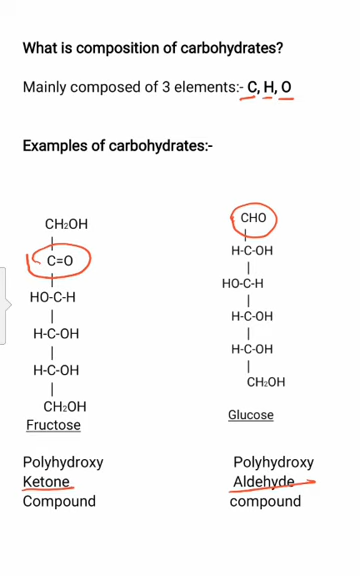 What is composition of carbohydrates?
Mainly composed of 3 elements:- C, H, O
Examples of carbohydrates:-
CH₂OH
C=O
HO-C-H
H-C-OH
H-C-OH
CH₂OH
Fructose
Polyhydroxy
Ketone
Compound
CHO
H-C-OH
HO-C-H
H-C-OH
H-C-OH
CH₂OH
Glucose
Polyhydroxy
Aldehyde
compound